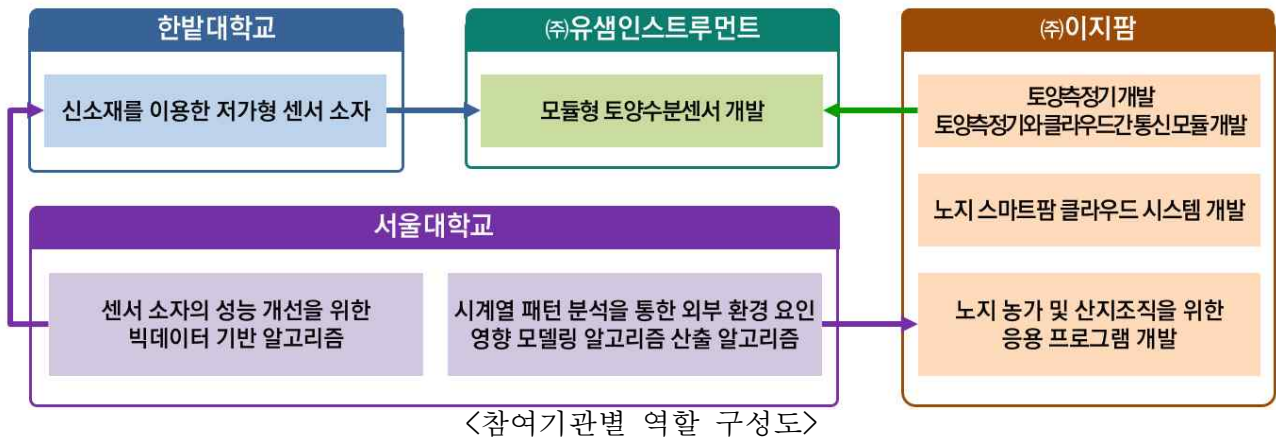 한밭대학교
신소재를 이용한 저가형 센서 소자
㈜유샘인스트루먼트
모듈형 토양수분센서 개발
㈜이지팜
토양측정기 개발
토양측정기와 클라우드간 통신 모듈 개발
노지 스마트팜 클라우드 시스템 개발
노지 농가 및 산지조직을 위한
응용 프로그램 개발
서울대학교
센서 소자의 성능 개선을 위한
빅데이터 기반 알고리즘
시계열 패턴 분석을 통한 외부 환경 요인
영향 모델링 알고리즘 산출 알고리즘
<참여기관별 역할 구성도>